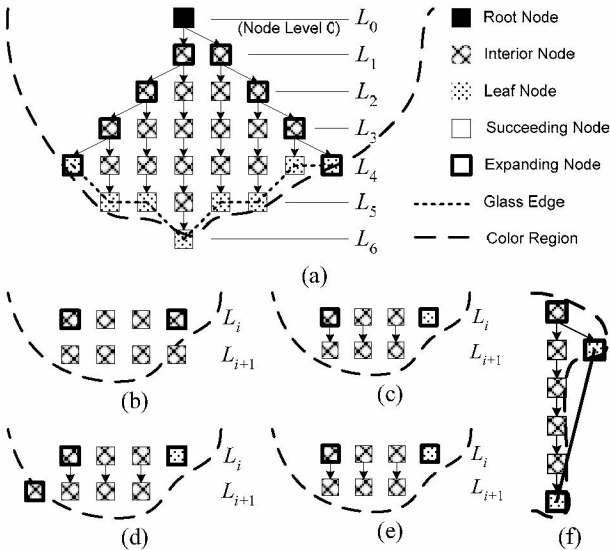 L0
(Node Level 0)
L1
L2
L3
L4
L5
L6
Root Node
Interior Node
Leaf Node
Succeeding Node
Expanding Node
Glass Edge
Color Region
(a)
Li
Li+1
(b)
Li
Li+1
(c)
Li
Li+1
(d)
Li
Li+1
(e)
(f)